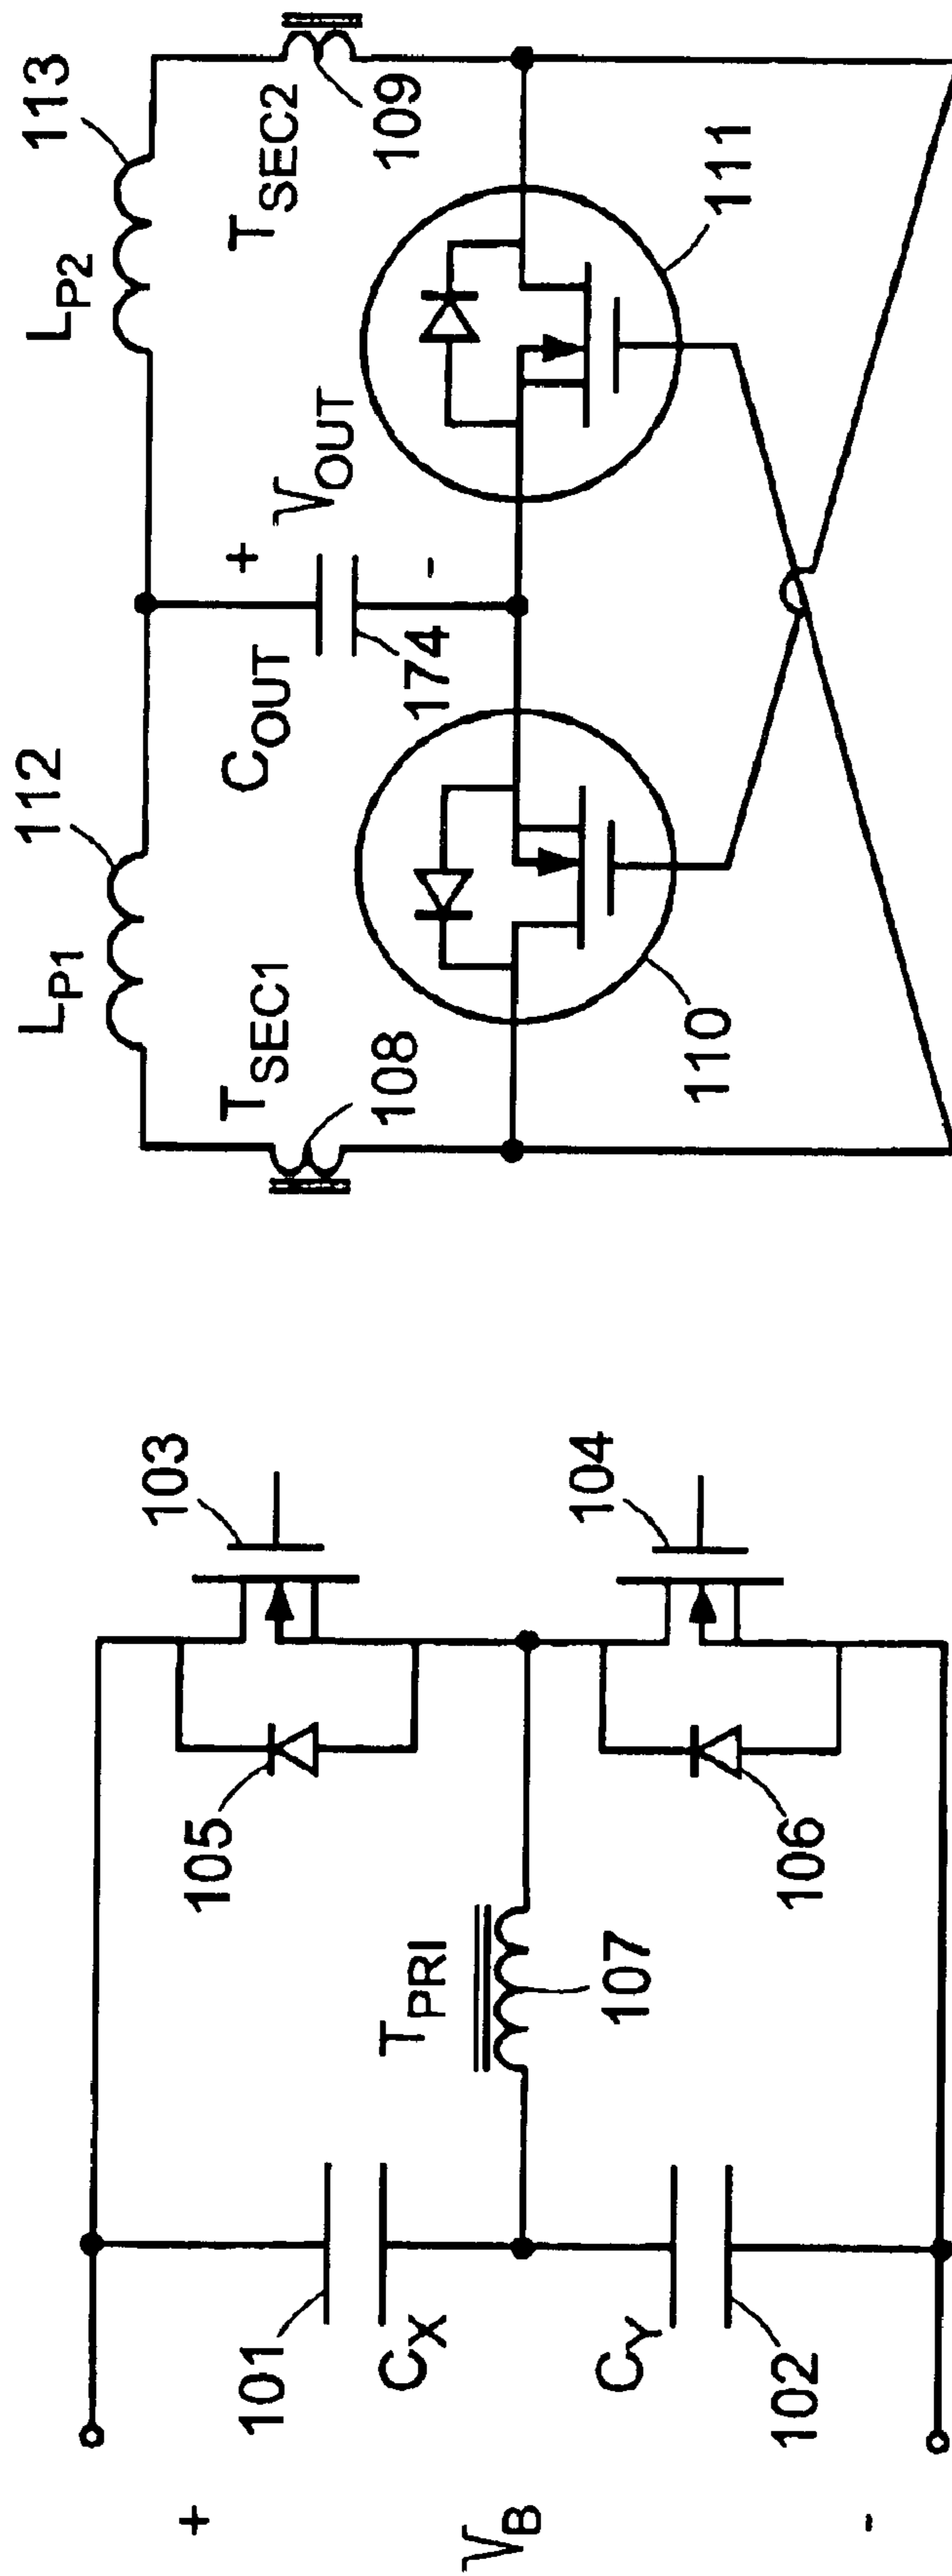 +
V_B
-
101
C_X
C_Y
102
105
103
T_PRI
107
106
104
L_P1
112
T_SEC1
108
110
C_OUT
174
+
V_OUT
-
L_P2
113
T_SEC2
109
111